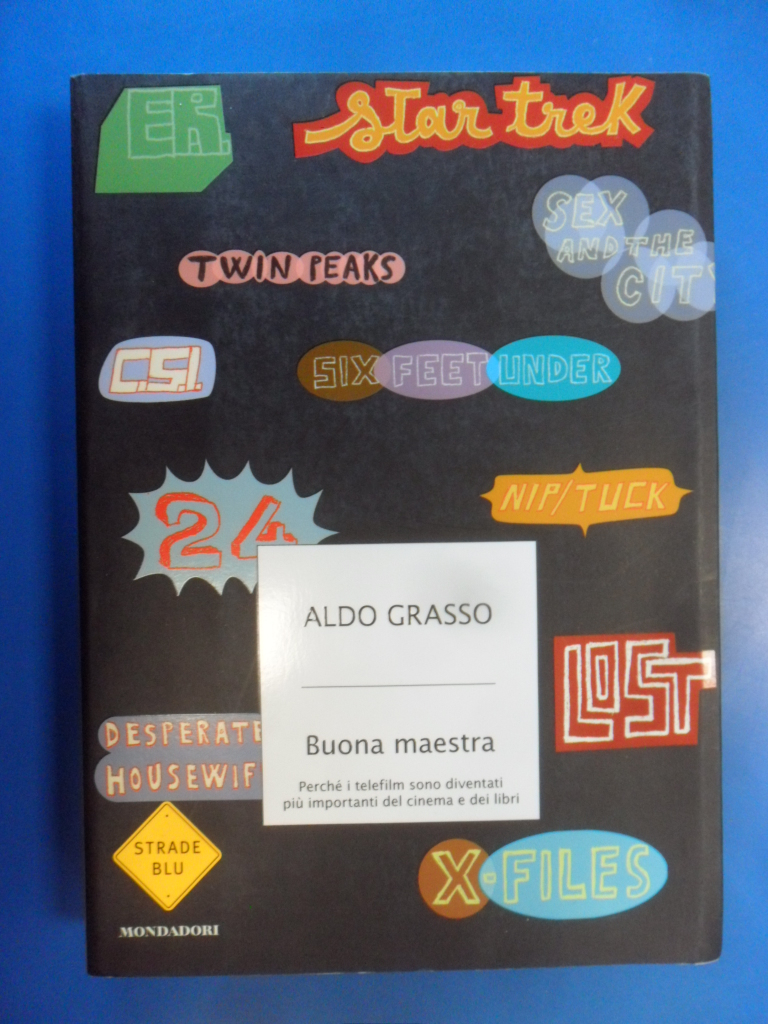 ER.
star trek
SEX
AND THE
CITY
TWIN PEAKS
C.S.I.
SIX FEET UNDER
24
NIP/TUCK
ALDO GRASSO
LOST
Buona maestra
Perché i telefilm sono diventati
più importanti del cinema e dei libri
DESPERATE
HOUSEWIF
STRADE
BLU
X-FILES
MONDADORI